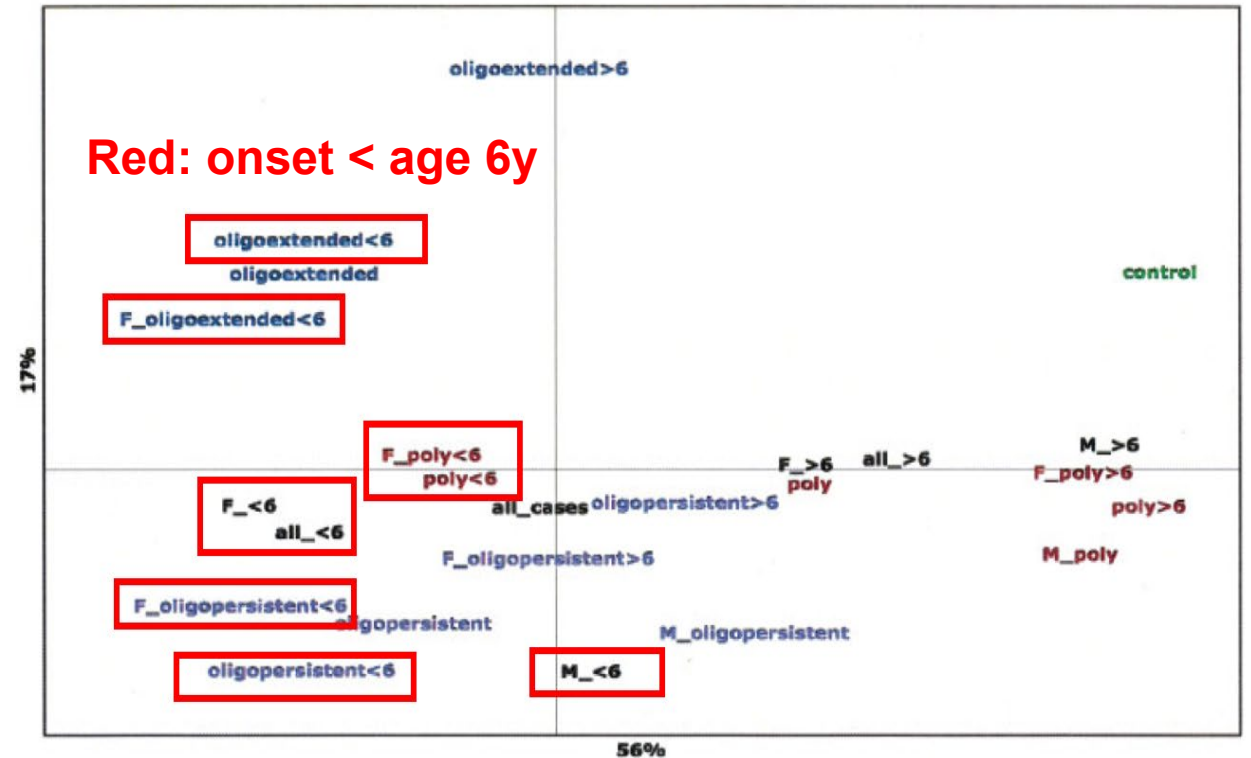 oligoextended>6
Red: onset < age 6y
oligoextended<6
oligoextended
control
F_oligoextended<6
17%
F_poly<6
poly<6
F_>6
all_>6
M_>6
poly
F_poly>6
F_<6
all_<6
all_cases
oligopersistent>6
poly>6
F_oligopersistent>6
M_poly
F_oligopersistent<6
oligopersistent
M_oligopersistent
oligopersistent<6
M_<6
56%